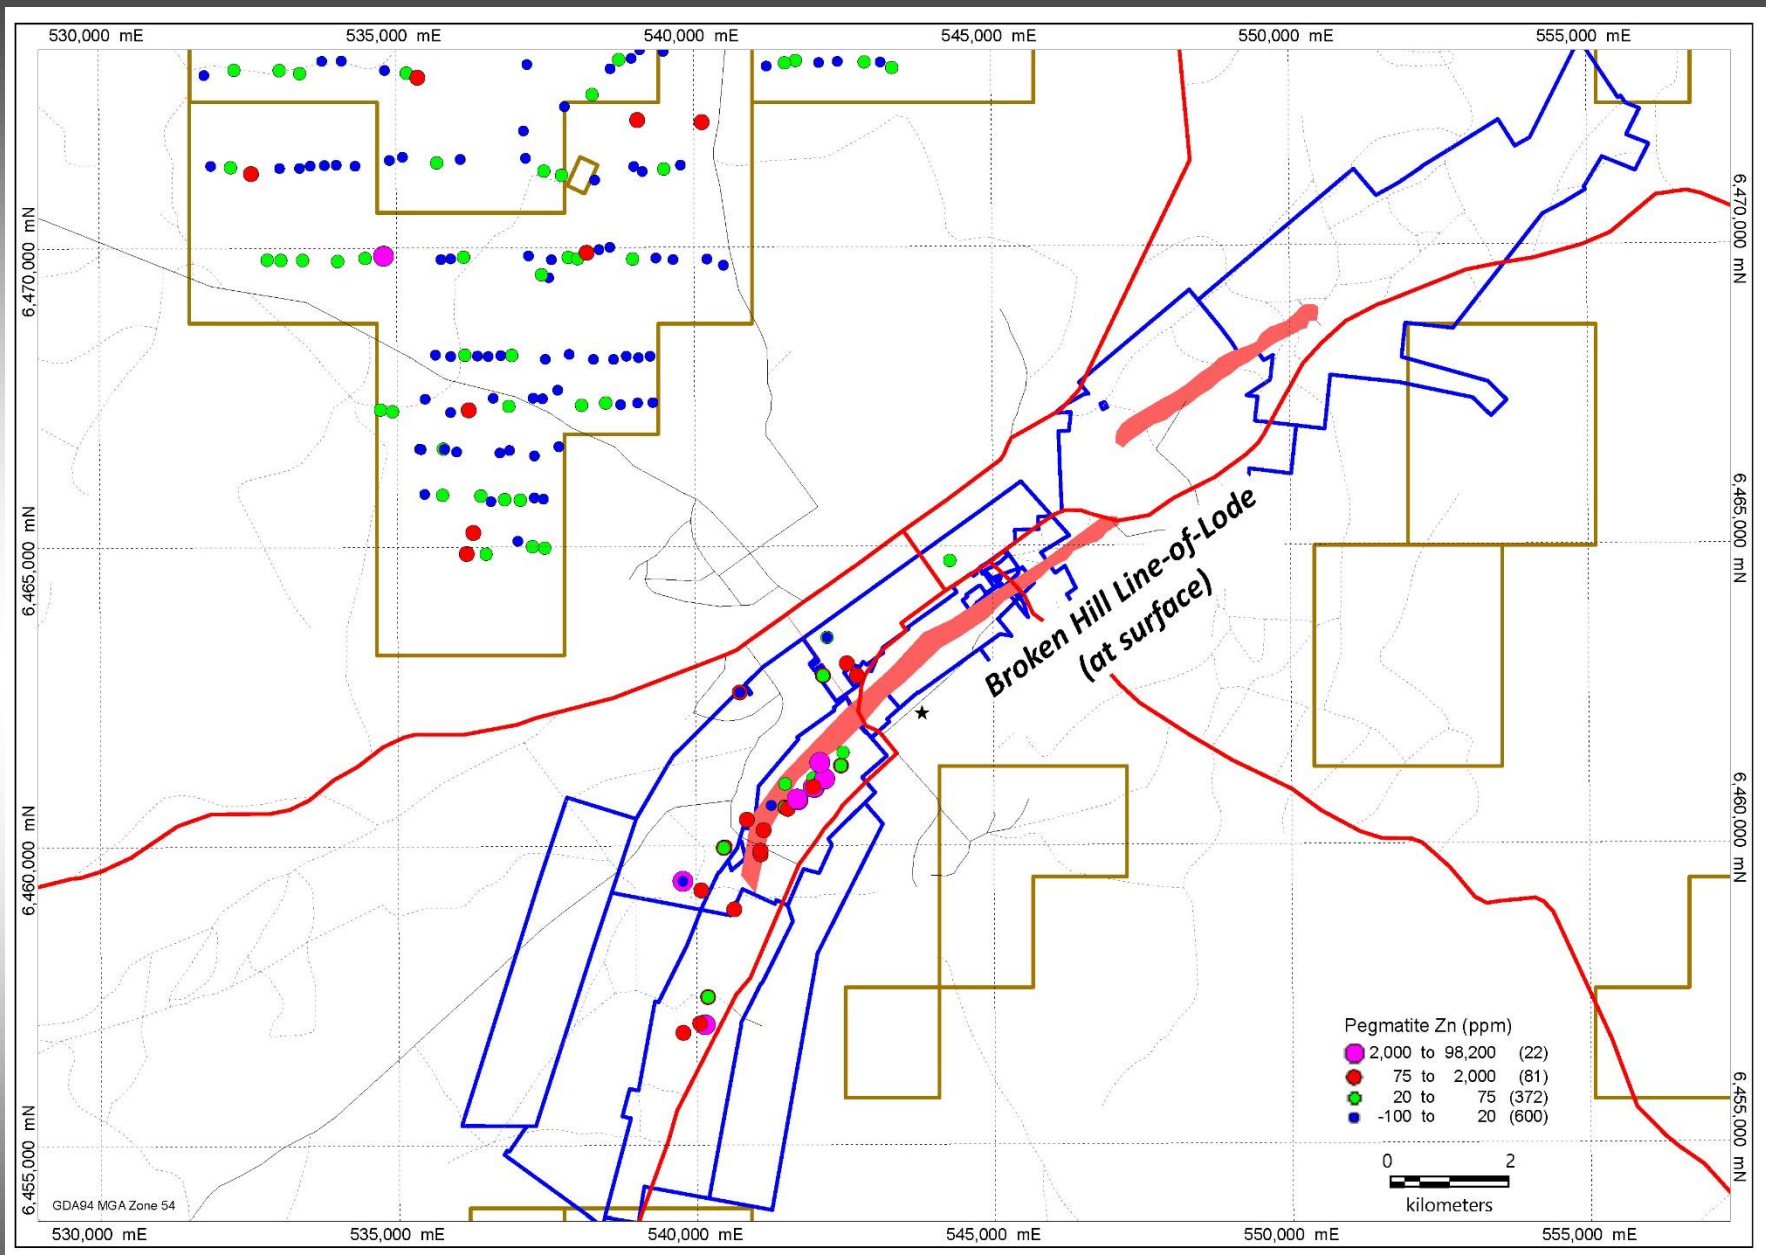 530,000 mE
535,000 mE
540,000 mE
545,000 mE
550,000 mE
555,000 mE
6,470,000 mN
6,470,000 mN
6,465,000 mN
6,465,000 mN
Broken Hill Line-of-Lode
(at surface)
6,460,000 mN
6,460,000 mN
Pegmatite Zn (ppm)
2,000 to 98,200 (22)
75 to 2,000 (81)
20 to 75 (372)
-100 to 20 (600)
6,455,000 mN
6,455,000 mN
0 2
kilometers
GDA94 MGA Zone 54
530,000 mE
535,000 mE
540,000 mE
545,000 mE
550,000 mE
555,000 mE